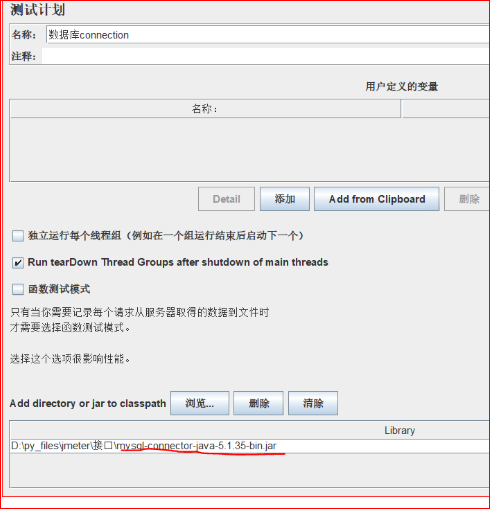 测试计划
名称： 数据库connection
注释：
用户定义的变量
名称：
Detail 添加 Add from Clipboard 删除
独立运行每个线程组（例如在一个组运行结束后启动下一个）
Run tearDown Thread Groups after shutdown of main threads
函数测试模式
只有当你需要记录每个请求从服务器取得的数据到文件时
才需要选择函数测试模式。
选择这个选项很影响性能。
Add directory or jar to classpath 浏览... 删除 清除
Library
D:\py_files\jmeter\接口\mysql-connector-java-5.1.35-bin.jar